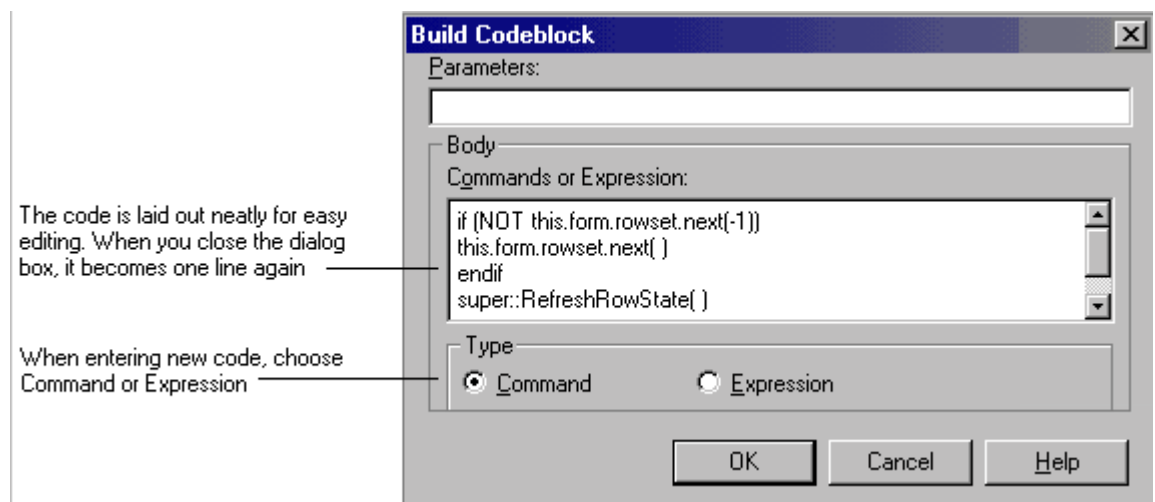 Build Codeblock
Parameters:
Body
Commands or Expression:
if (NOT this.form.rowset.next(-1))
this.form.rowset.next( )
endif
super::RefreshRowState( )
The code is laid out neatly for easy
editing. When you close the dialog
box, it becomes one line again
Type
When entering new code, choose
Command or Expression
Command
Expression
OK
Cancel
Help